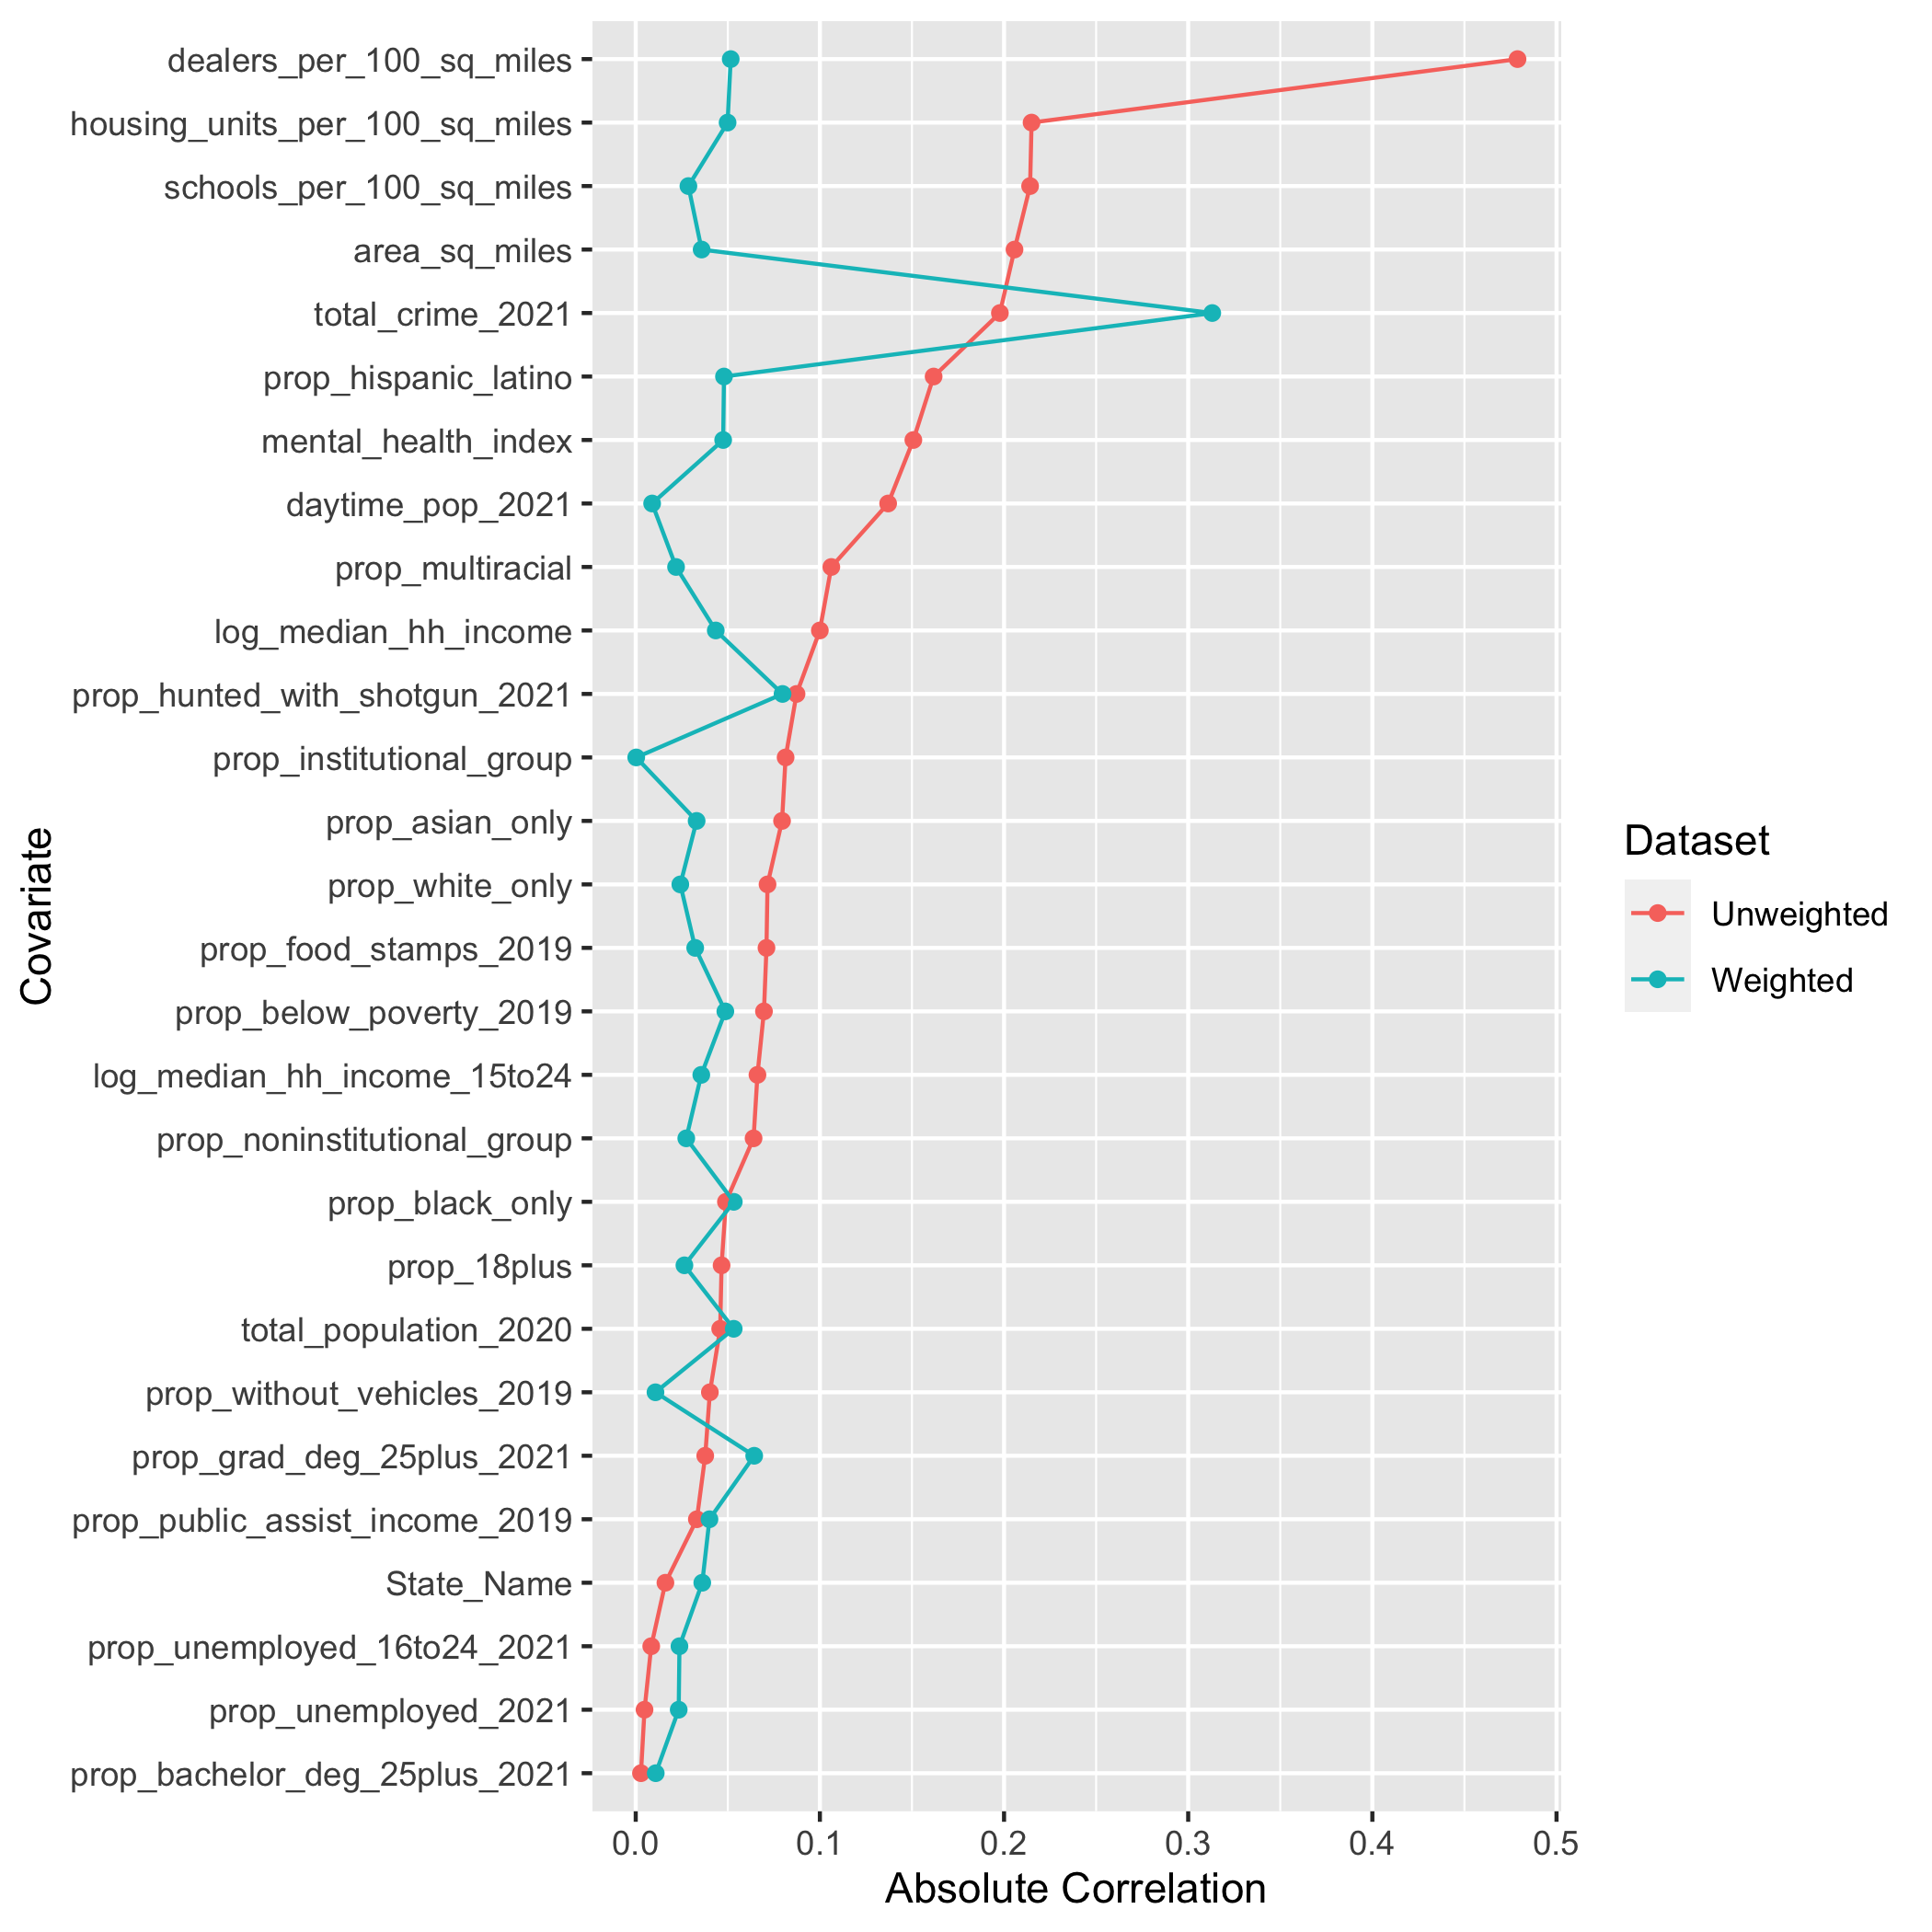 dealers_per_100_sq_miles
housing_units_per_100_sq_miles
schools_per_100_sq_miles
area_sq_miles
total_crime_2021
prop_hispanic_latino
mental_health_index
daytime_pop_2021
prop_multiracial
log_median_hh_income
prop_hunted_with_shotgun_2021
prop_institutional_group
prop_asian_only
prop_white_only
prop_food_stamps_2019
prop_below_poverty_2019
log_median_hh_income_15to24
prop_noninstitutional_group
prop_black_only
prop_18plus
total_population_2020
prop_without_vehicles_2019
prop_grad_deg_25plus_2021
prop_public_assist_income_2019
State_Name
prop_unemployed_16to24_2021
prop_unemployed_2021
prop_bachelor_deg_25plus_2021
Covariate
0.0 0.1 0.2 0.3 0.4 0.5
Absolute Correlation
Dataset
Unweighted
Weighted